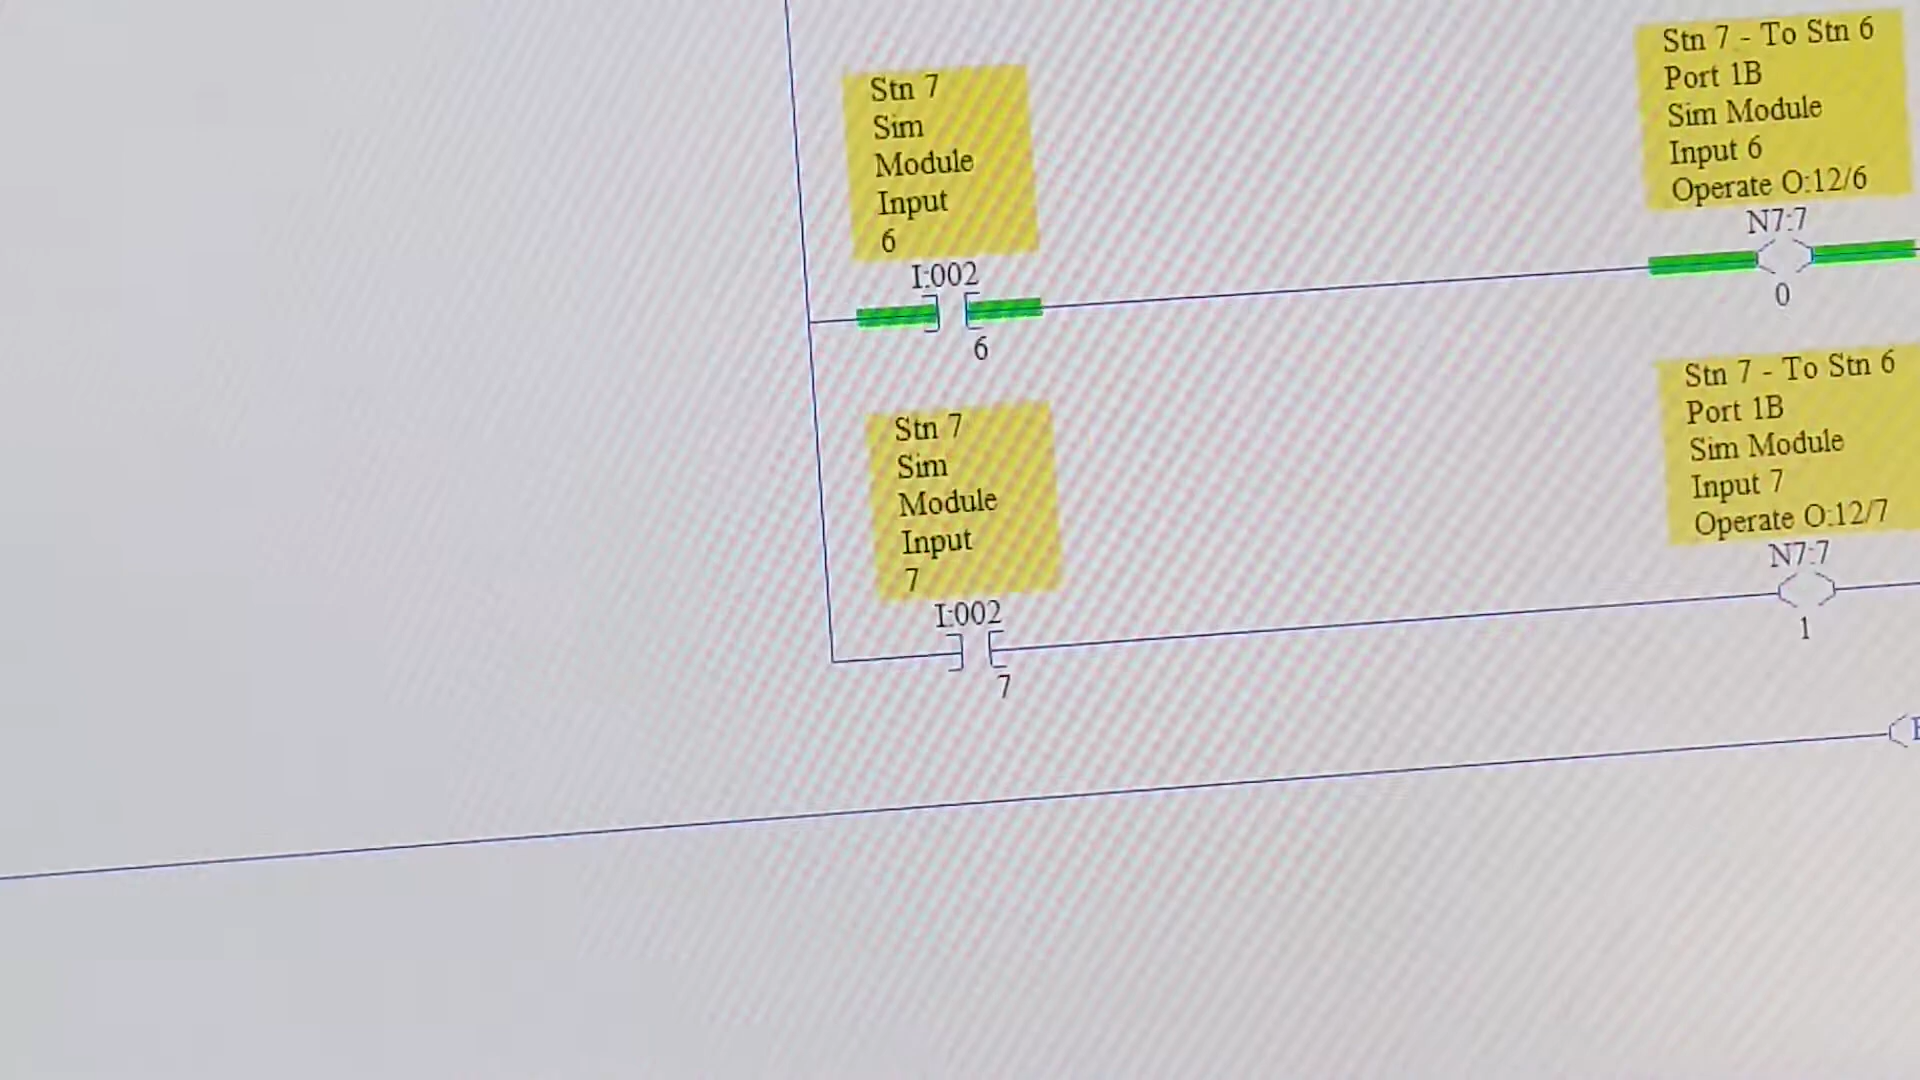 Stn 7 - To Stn 6
Port 1B
Sim Module
Input 6
Operate O:12/6
N7:7
0
Stn 7
Sim
Module
Input
6
I:002
6
Stn 7 - To Stn 6
Port 1B
Sim Module
Input 7
Operate O:12/7
N7:7
1
Stn 7
Sim
Module
Input
7
I:002
7